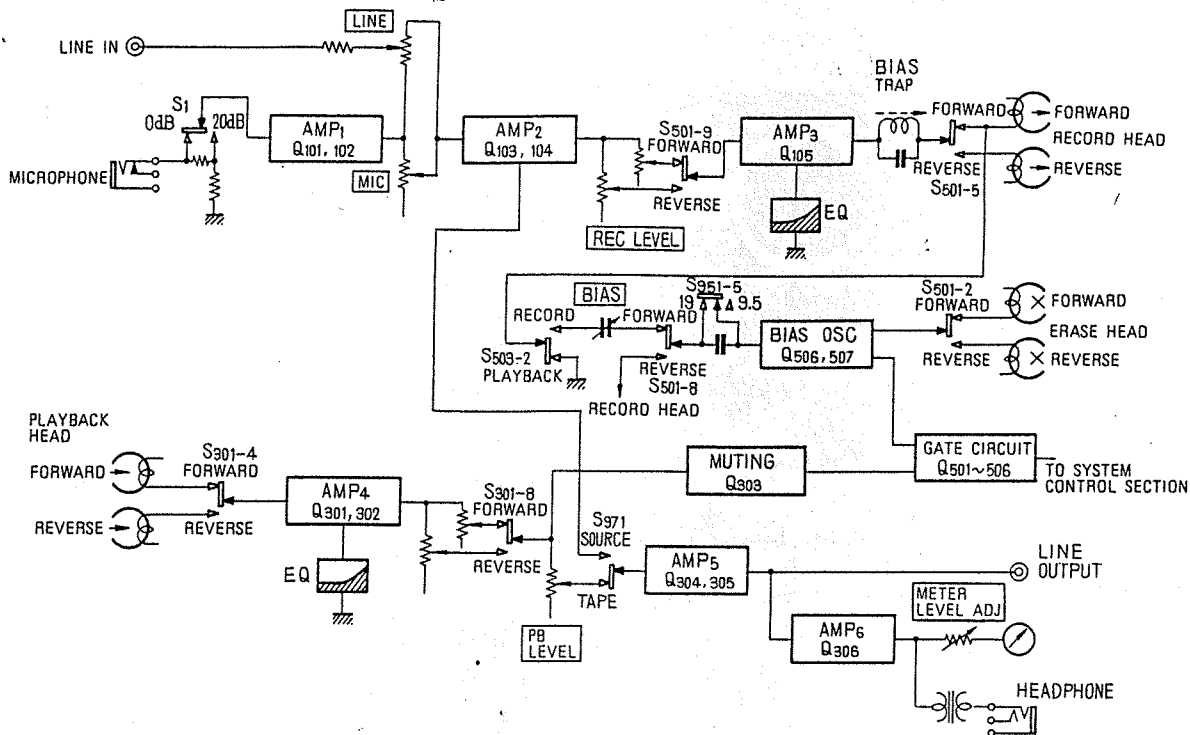 LINE
LINE IN
BIAS TRAP
S1
0dB 20dB
AMP1
Q101, 102
AMP2
Q103, 104
S501-9
FORWARD
AMP3
Q105
FORWARD
FORWARD
RECORD HEAD
MICROPHONE
MIC
REVERSE
REVERSE
REVERSE
S501-5
EQ
REC LEVEL
S951-5
19 9.5
BIAS
RECORD
FORWARD
BIAS OSC
Q506, 507
S501-2
FORWARD
FORWARD
ERASE HEAD
REVERSE
REVERSE
S503-2
PLAYBACK
REVERSE
S501-8
RECORD HEAD
PLAYBACK HEAD
FORWARD
S301-4
FORWARD
MUTING
Q303
GATE CIRCUIT
Q501~506
TO SYSTEM
CONTROL SECTION
AMP4
Q301, 302
S301-8
FORWARD
REVERSE
REVERSE
REVERSE
S971
SOURCE
AMP5
Q304, 305
LINE
OUTPUT
EQ
TAPE
PB
LEVEL
METER
LEVEL ADJ
AMP6
Q306
HEADPHONE